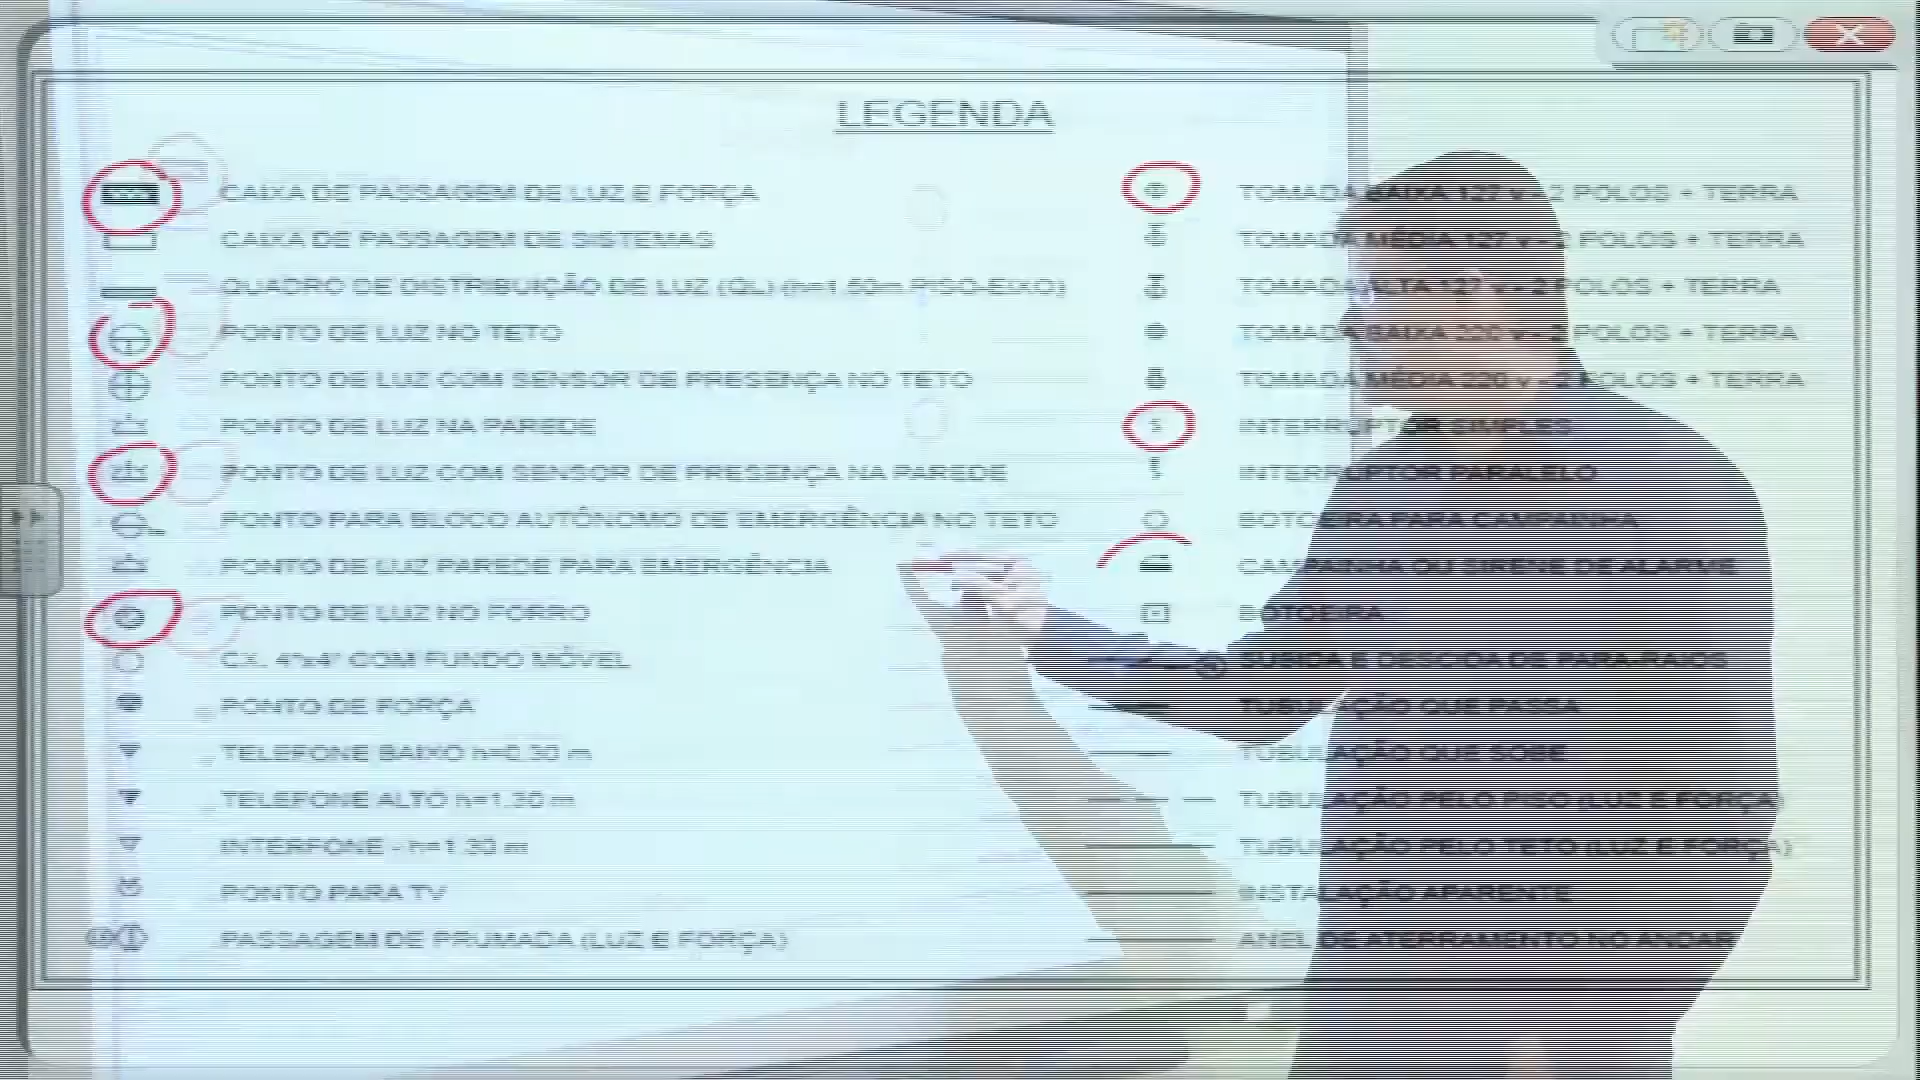 LEGENDA
CAIXA DE PASSAGEM DE LUZ E FORÇA
CAIXA DE PASSAGEM DE SISTEMAS
QUADRO DE DISTRIBUIÇÃO DE LUZ (QL) (h=1.50m PISO-EIXO)
PONTO DE LUZ NO TETO
PONTO DE LUZ COM SENSOR DE PRESENÇA NO TETO
PONTO DE LUZ NA PAREDE
PONTO DE LUZ COM SENSOR DE PRESENÇA NA PAREDE
PONTO PARA BLOCO AUTÔNOMO DE EMERGÊNCIA NO TETO
PONTO DE LUZ PAREDE PARA EMERGÊNCIA
PONTO DE LUZ NO FORRO
CX. 4"x4" COM FUNDO MÓVEL
PONTO DE FORÇA
TELEFONE BAIXO h=0.30 m
TELEFONE ALTO h=1.30 m
INTERFONE - h=1.30 m
PONTO PARA TV
PASSAGEM DE PRUMADA (LUZ E FORÇA)
TOMADA BAIXA 127 v - 2 POLOS + TERRA
TOMADA MÉDIA 127 v - 2 POLOS + TERRA
TOMADA ALTA 127 v - 2 POLOS + TERRA
TOMADA BAIXA 220 v - 2 POLOS + TERRA
TOMADA MÉDIA 220 v - 2 POLOS + TERRA
S INTERRUPTOR SIMPLES
INTERRUPTOR PARALELO
BOTOEIRA PARA CAMPAINHA
CAMPAINHA OU SIRENE DE ALARME
BOTOEIRA
SUBIDA E DESCIDA DE PARA-RAIOS
TUBULAÇÃO QUE PASSA
TUBULAÇÃO QUE SOBE
TUBULAÇÃO PELO PISO (LUZ E FORÇA)
TUBULAÇÃO PELO TETO (LUZ E FORÇA)
INSTALAÇÃO APARENTE
ANEL DE ATERRAMENTO NO ANDAR